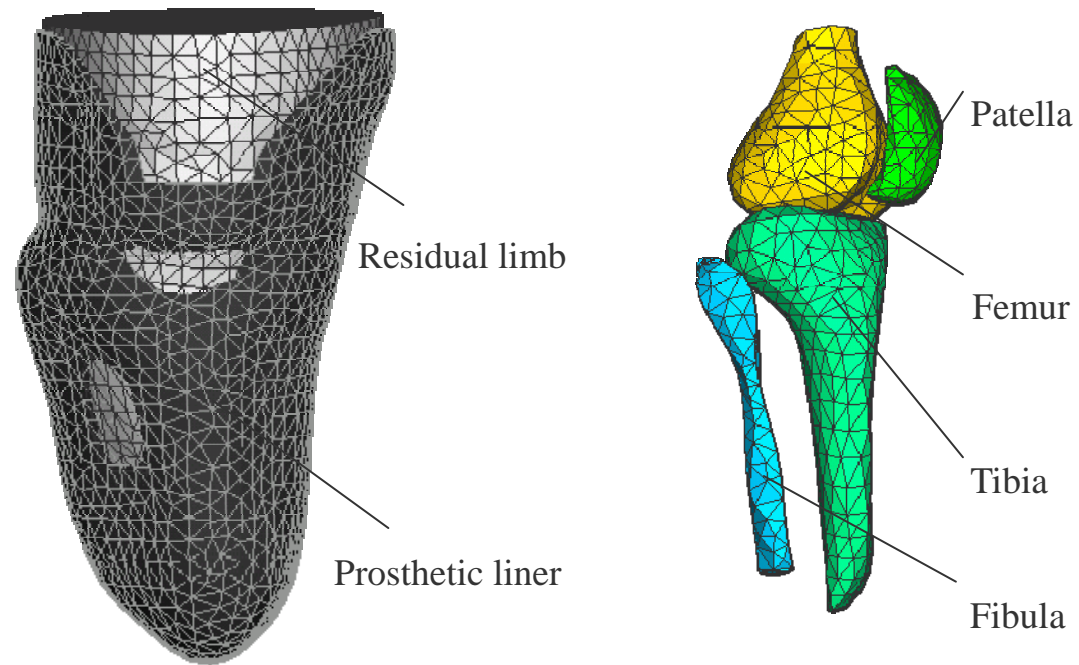 Residual limb
Prosthetic liner
Patella
Femur
Tibia
Fibula